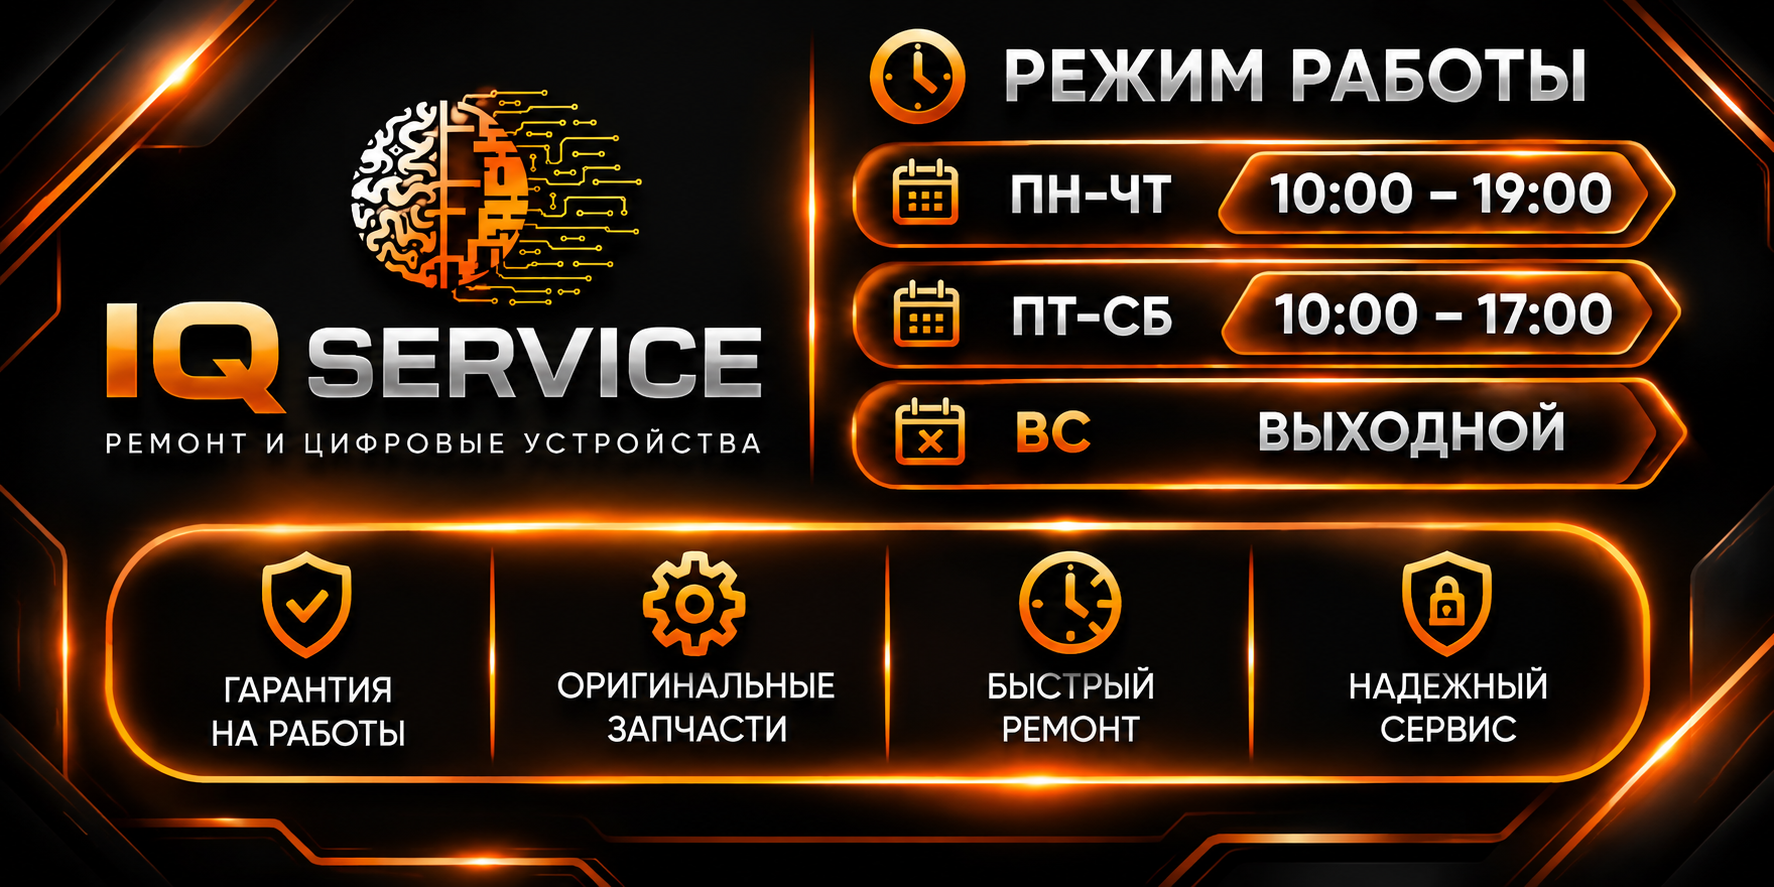 IQ SERVICE
РЕМОНТ И ЦИФРОВЫЕ УСТРОЙСТВА
РЕЖИМ РАБОТЫ
ПН-ЧТ 10:00 – 19:00
ПТ-СБ 10:00 – 17:00
ВС ВЫХОДНОЙ
ГАРАНТИЯ
НА РАБОТЫ
ОРИГИНАЛЬНЫЕ
ЗАПЧАСТИ
БЫСТРЫЙ
РЕМОНТ
НАДЕЖНЫЙ
СЕРВИС